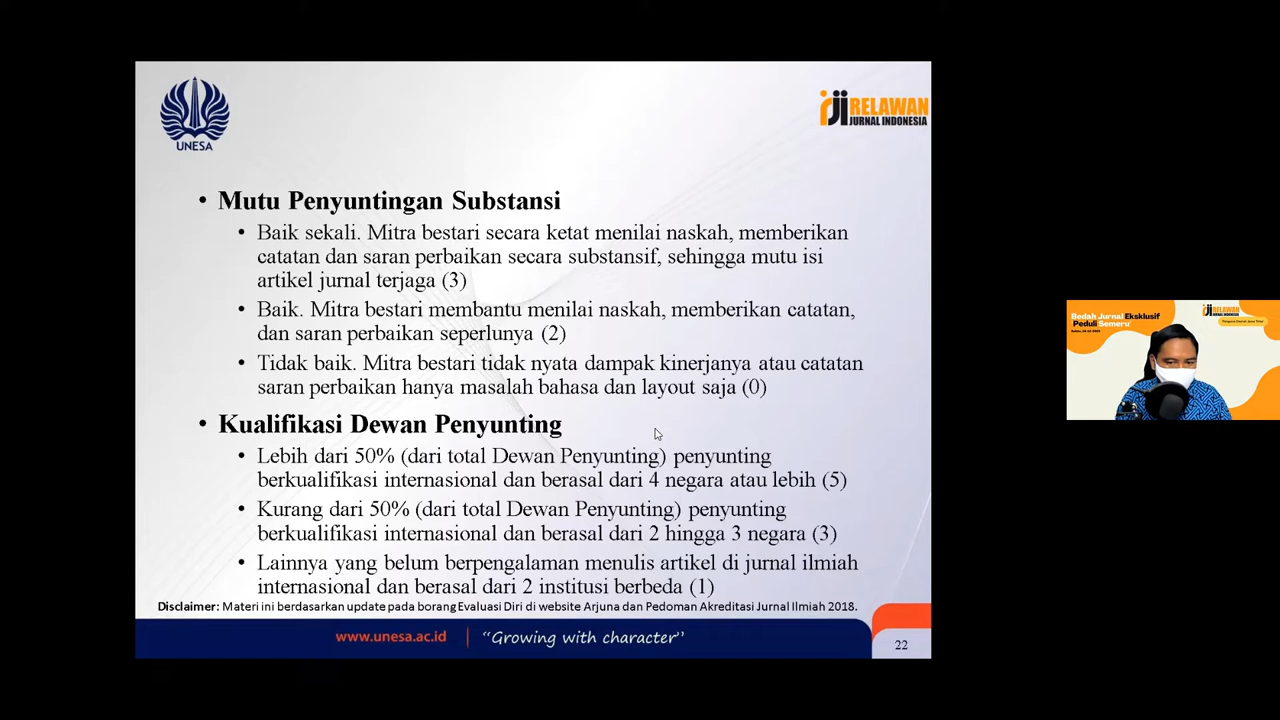 UNESA
rji RELAWAN
JURNAL INDONESIA
• Mutu Penyuntingan Substansi
• Baik sekali. Mitra bestari secara ketat menilai naskah, memberikan
catatan dan saran perbaikan secara substansif, sehingga mutu isi
artikel jurnal terjaga (3)
• Baik. Mitra bestari membantu menilai naskah, memberikan catatan,
dan saran perbaikan seperlunya (2)
• Tidak baik. Mitra bestari tidak nyata dampak kinerjanya atau catatan
saran perbaikan hanya masalah bahasa dan layout saja (0)
• Kualifikasi Dewan Penyunting
• Lebih dari 50% (dari total Dewan Penyunting) penyunting
berkualifikasi internasional dan berasal dari 4 negara atau lebih (5)
• Kurang dari 50% (dari total Dewan Penyunting) penyunting
berkualifikasi internasional dan berasal dari 2 hingga 3 negara (3)
• Lainnya yang belum berpengalaman menulis artikel di jurnal ilmiah
internasional dan berasal dari 2 institusi berbeda (1)
Disclaimer: Materi ini berdasarkan update pada borang Evaluasi Diri di website Arjuna dan Pedoman Akreditasi Jurnal Ilmiah 2018.
www.unesa.ac.id | "Growing with character"
22
Bedah Jurnal Eksklusif
Peduli Semeru
rji RELAWAN
JURNAL INDONESIA